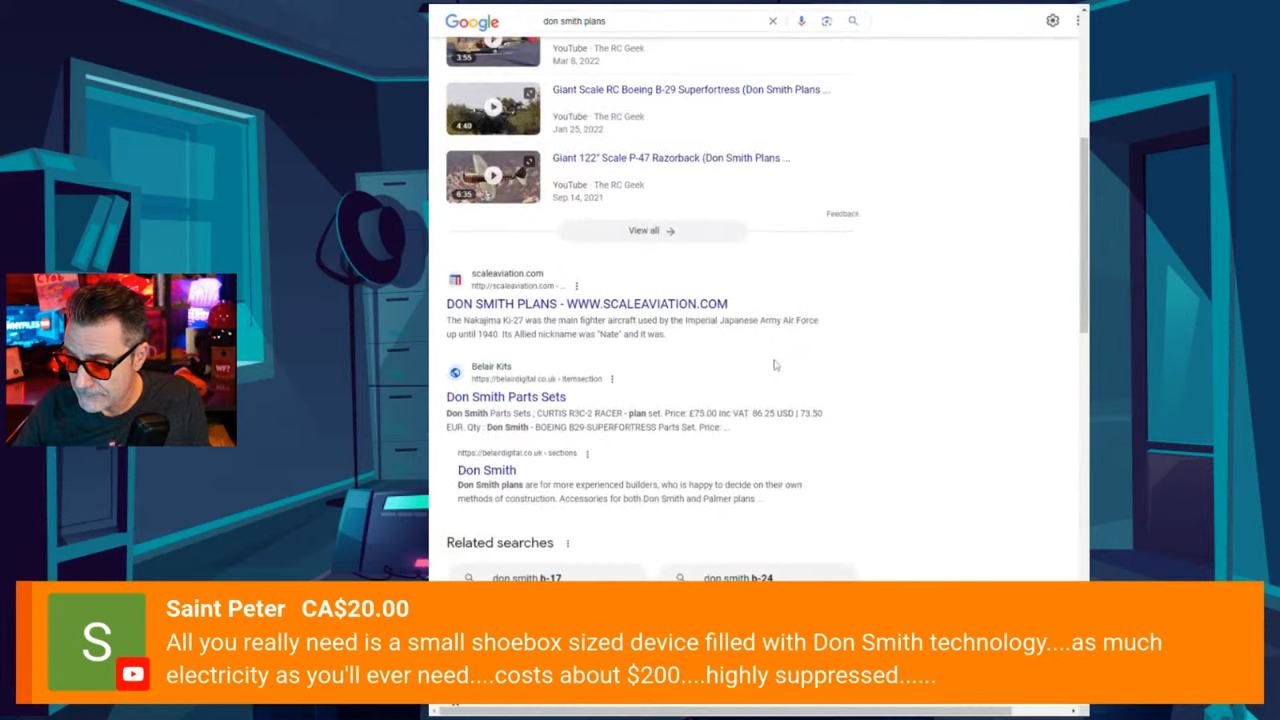 Google
don smith plans
3:55
YouTube · The RC Geek
Mar 6, 2022
Giant Scale RC Boeing B-29 Superfortress (Don Smith Plans ...
4:40
YouTube · The RC Geek
Jan 25, 2022
Giant 122" Scale P-47 Razorback (Don Smith Plans ...
6:35
YouTube · The RC Geek
Sep 14, 2021
Feedback
View all
scaleaviation.com
http://scaleaviation.com › ...
DON SMITH PLANS - WWW.SCALEAVIATION.COM
The Nakajima Ki-27 was the main fighter aircraft used by the Imperial Japanese Army Air Force
up until 1940. Its Allied nickname was "Nate" and it was.
Belair Kits
https://belairdigital.co.uk › itemsection
Don Smith Parts Sets
Don Smith Parts Sets ; CURTIS R3C-2 RACER - plan set. Price: £75.00 Inc VAT 86.25 USD | 73.50
EUR. Qty : Don Smith - BOEING B29-SUPERFORTRESS Parts Set. Price: ...
https://belairdigital.co.uk › sections
Don Smith
Don Smith plans are for more experienced builders, who is happy to decide on their own
methods of construction. Accessories for both Don Smith and Palmer plans ...
Related searches
don smith b-17
don smith b-24
S
Saint Peter CA$20.00
All you really need is a small shoebox sized device filled with Don Smith technology....as much
electricity as you'll ever need....costs about $200....highly suppressed......